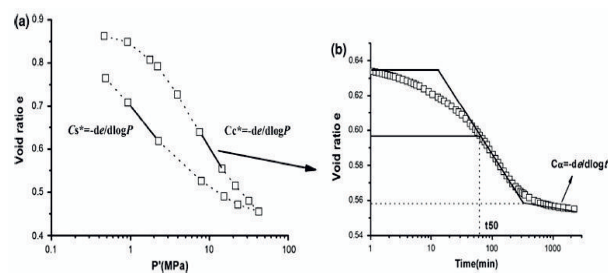 (a)
Void ratio e
0.9
0.8
0.7
0.6
0.5
0.4
Cs*=-de/dlogP
Cc*=-de/dlogP
0.1
1
10
100
P'(MPa)
(b)
Void ratio e
0.64
0.62
0.60
0.58
0.56
0.54
Cα=-de/dlogt
t50
1
10
100
1000
Time(min)